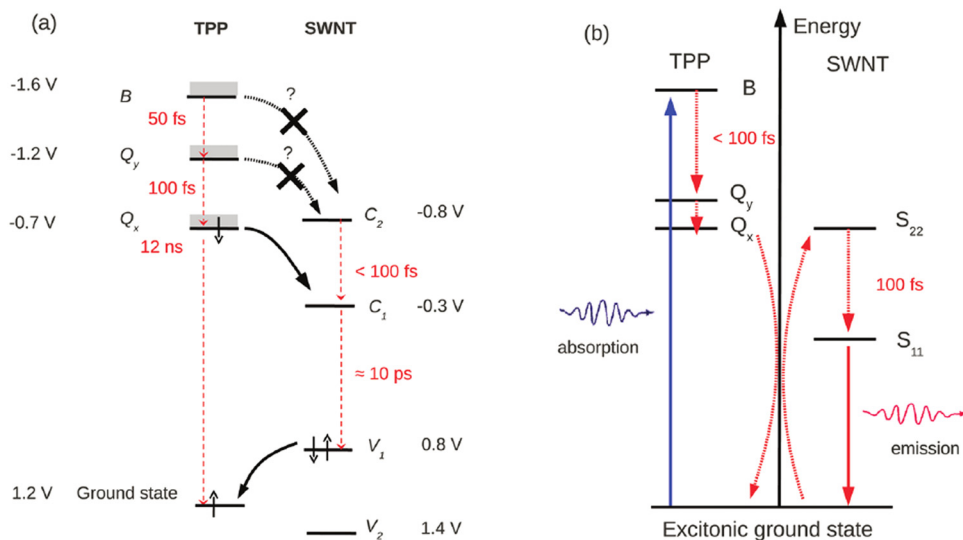 (a)
TPP
SWNT
-1.6 V
B
?
50 fs
-1.2 V
Qy
?
100 fs
-0.7 V
Qx
C2
-0.8 V
12 ns
< 100 fs
C1
-0.3 V
≈ 10 ps
V1
0.8 V
1.2 V
Ground state
V2
1.4 V
(b)
Energy
TPP
SWNT
B
< 100 fs
Qy
Qx
S22
100 fs
S11
absorption
emission
Excitonic ground state